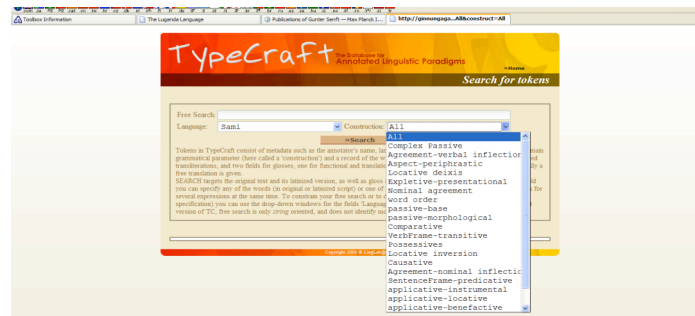 Toolbox Information
The Luganda Language
Publications of Gunter Senft — Max Planck I...
http://ginnungaga...All&construct=All
TypeCraft
The Database for
Annotated Linguistic Paradigms
»Home
Search for tokens
Free Search:
Language: Sami Construction: All
»Search
Tokens in TypeCraft consist of metadata such as the annotator's name, lan
main
grammatical parameter (here called a 'construction') and a record of the w
transliterations, and two fields for glosses, one for functional and translatio
lly a
free translation is given.
SEARCH targets the original text and its latinized version, as well as gloss
you can specify any of the words (in original or latinized script) or one of
for
several expressions at the same time. To constrain your free search or to
specification) you can use the drop-down windows for the fields 'Languag
version of TC, free search is only string oriented, and does not identify mo
All
Complex Passive
Agreement-verbal inflection
Aspect-periphrastic
Locative deixis
Expletive-presentational
Nominal agreement
word order
passive-base
passive-morphological
Comparative
VerbFrame-transitive
Possessives
Locative inversion
Causative
Agreement-nominal inflectic
SentenceFrame-predicative
applicative-instrumental
applicative-locative
applicative-benefactive